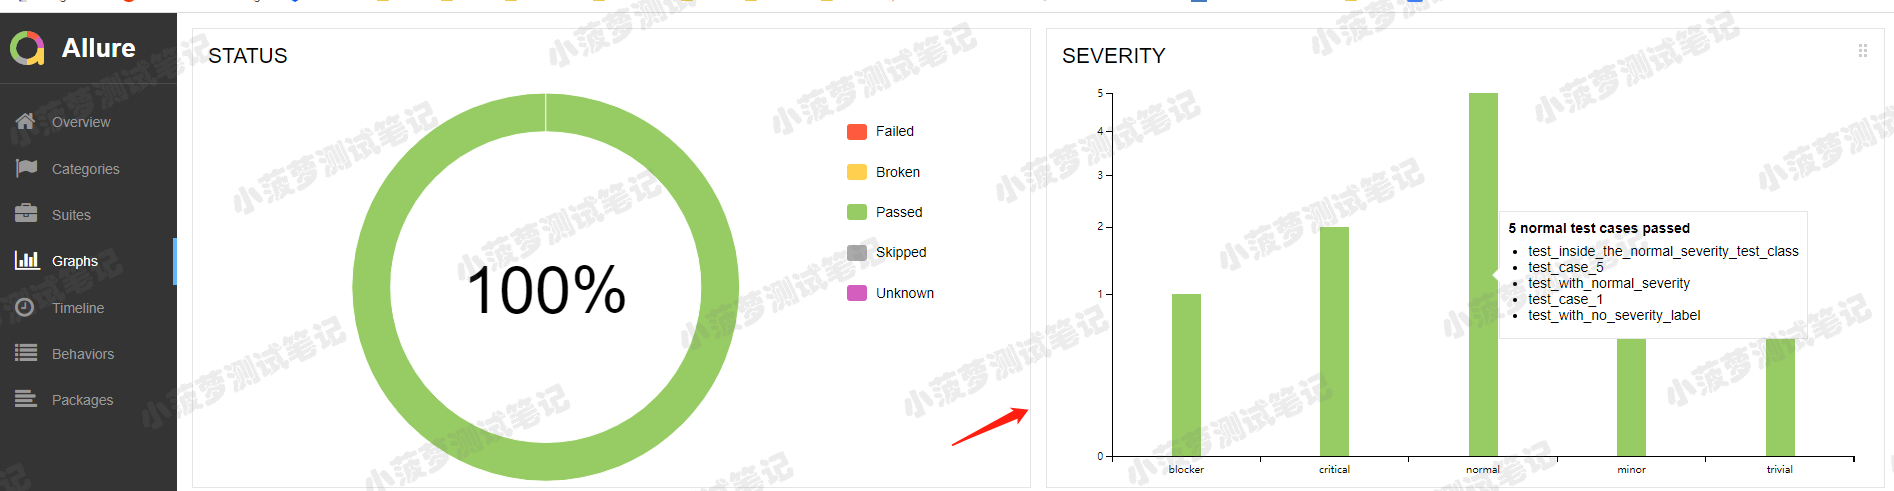 Allure
Overview
Categories
Suites
Graphs
Timeline
Behaviors
Packages
STATUS
100%
Failed
Broken
Passed
Skipped
Unknown
SEVERITY
5
4
3
2
1
0
blocker
critical
normal
minor
trivial
5 normal test cases passed
test_inside_the_normal_severity_test_class
test_case_5
test_with_normal_severity
test_case_1
test_with_no_severity_label
小菠萝测试笔记